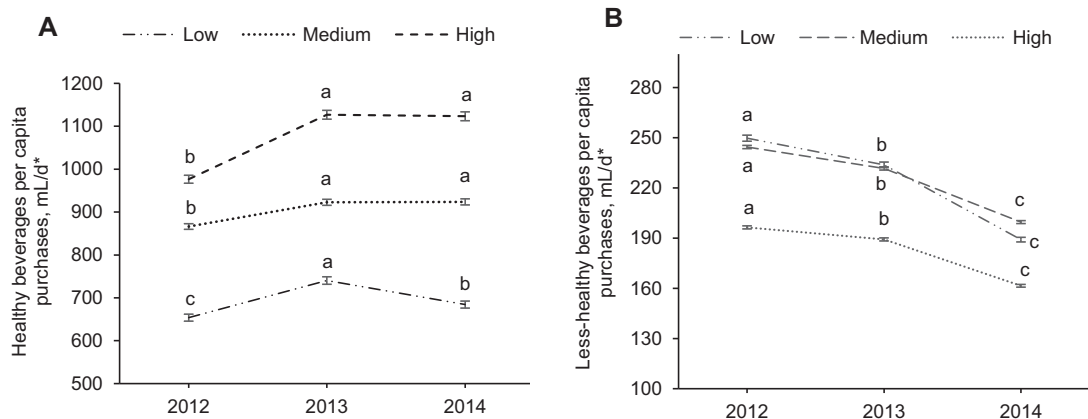 A
Low Medium High
Healthy beverages per capita
purchases, mL/d*
1200
1100
1000
900
800
700
600
500
b
a
a
b
a
a
c
a
b
2012 2013 2014
B
Low Medium High
Less-healthy beverages per capita
purchases, mL/d*
280
250
220
190
160
130
100
a
b
a
b
c
c
a
b
c
2012 2013 2014